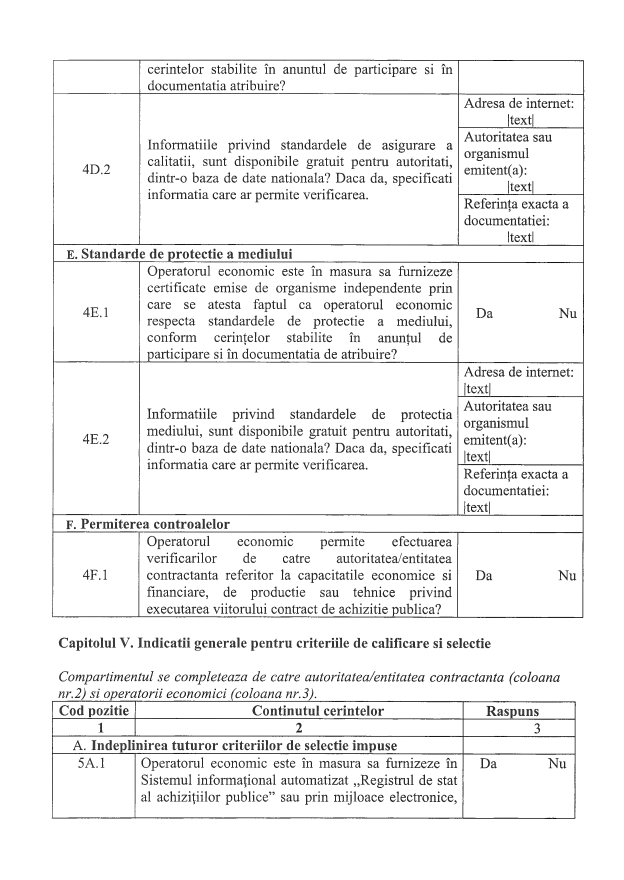 cerintelor stabilite în anuntul de participare si în
documentatia atribuire?
4D.2
Informatiile privind standardele de asigurare a
calitatii, sunt disponibile gratuit pentru autoritati,
dintr-o baza de date nationala? Daca da, specificati
informatia care ar permite verificarea.
Adresa de internet:
|text|
Autoritatea sau
organismul
emitent(a):
|text|
Referința exacta a
documentatiei:
|text|
E. Standarde de protectie a mediului
4E.1
Operatorul economic este în masura sa furnizeze
certificate emise de organisme independente prin
care se atesta faptul ca operatorul economic
respecta standardele de protectie a mediului,
conform cerințelor stabilite în anunțul de
participare si în documentatia de atribuire?
Da Nu
4E.2
Informatiile privind standardele de protectia
mediului, sunt disponibile gratuit pentru autoritati,
dintr-o baza de date nationala? Daca da, specificati
informatia care ar permite verificarea.
Adresa de internet:
|text|
Autoritatea sau
organismul
emitent(a):
|text|
Referința exacta a
documentatiei:
|text|
F. Permiterea controalelor
4F.1
Operatorul economic permite efectuarea
verificarilor de catre autoritatea/entitatea
contractanta referitor la capacitatile economice si
financiare, de productie sau tehnice privind
executarea viitorului contract de achizitie publica?
Da Nu
Capitolul V. Indicatii generale pentru criteriile de calificare si selectie
Compartimentul se completeaza de catre autoritatea/entitatea contractanta (coloana
nr.2) si operatorii economici (coloana nr.3).
Cod pozitie Continutul cerintelor Raspuns
1 2 3
A. Indeplinirea tuturor criteriilor de selectie impuse
5A.1
Operatorul economic este în masura sa furnizeze în
Sistemul informațional automatizat „Registrul de stat
al achizițiilor publice” sau prin mijloace electronice,
Da Nu